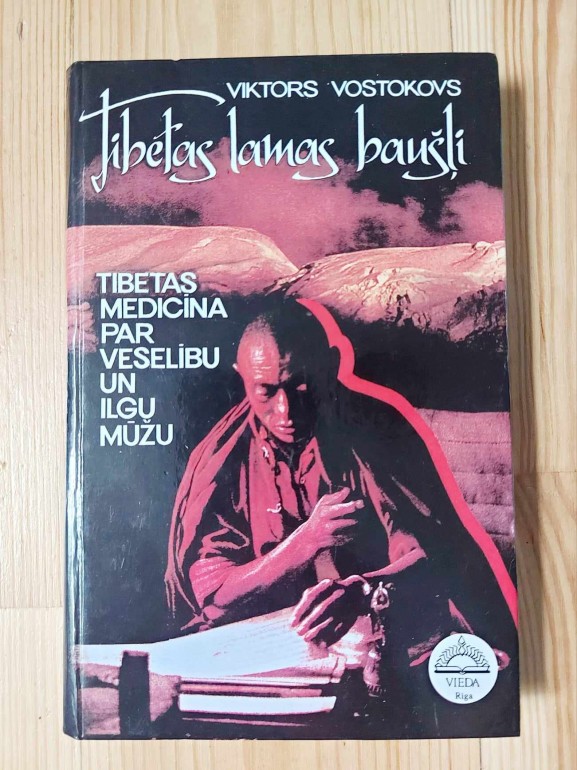 VIKTORS VOSTOKOVS
Tibetas lamas baušļi
TIBETAS
MEDICĪNA
PAR
VESELĪBU
UN
ILGU
MŪŽU
VIEDA
Rīga